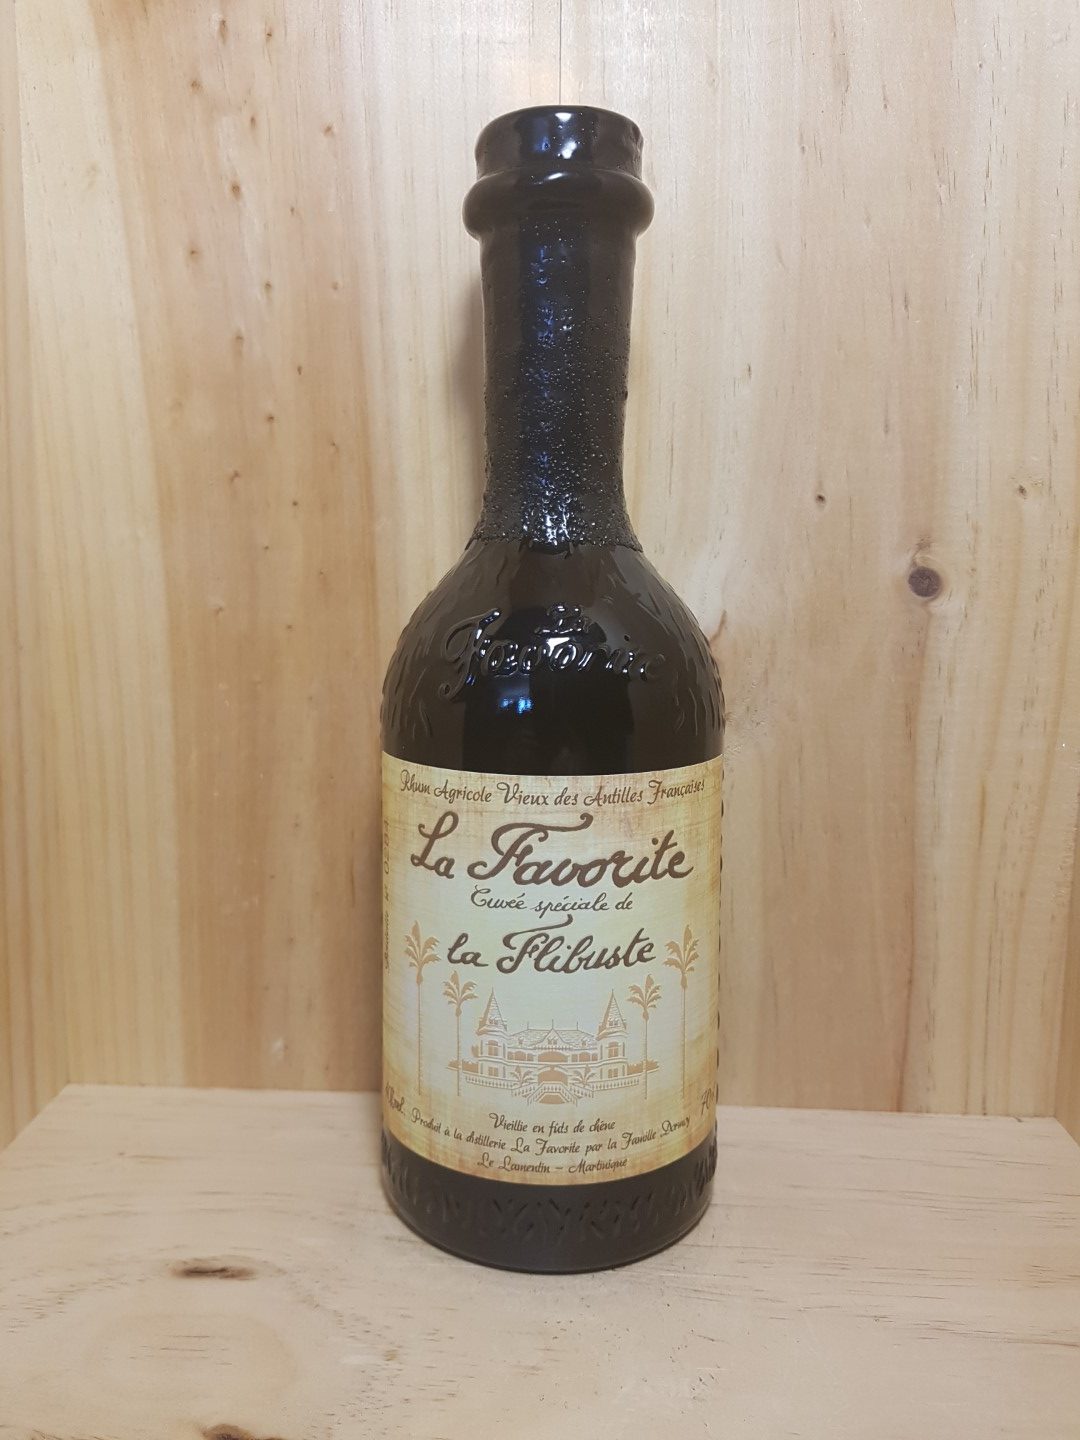 La
Favorite
Rhum Agricole Vieux des Antilles Françaises
La Favorite
Cuvée spéciale de
la Flibuste
Vieillie en fûts de chêne
Produit à la distillerie La Favorite par la Famille Dormoy
Le Lamentin – Martinique